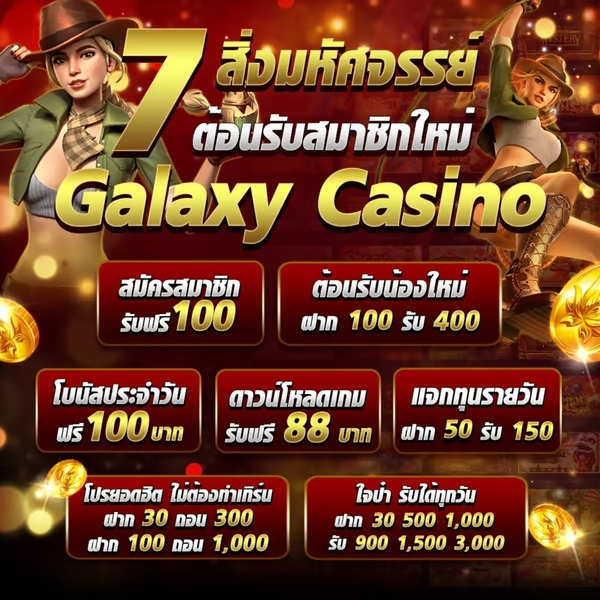 7 สิ่งมหัศจรรย์
ต้อนรับสมาชิกใหม่
Galaxy Casino
สมัครสมาชิก
รับฟรี 100
ต้อนรับน้องใหม่
ฝาก 100 รับ 400
โบนัสประจำวัน
ฟรี 100 บาท
ดาวน์โหลดเกม
รับฟรี 88 บาท
แจกทุนรายวัน
ฝาก 50 รับ 150
โปรยอดฮิต ไม่ต้องทำเทิร์น
ฝาก 30 ถอน 300
ฝาก 100 ถอน 1,000
ใจป๋า รับได้ทุกวัน
ฝาก 30 500 1,000
รับ 900 1,500 3,000